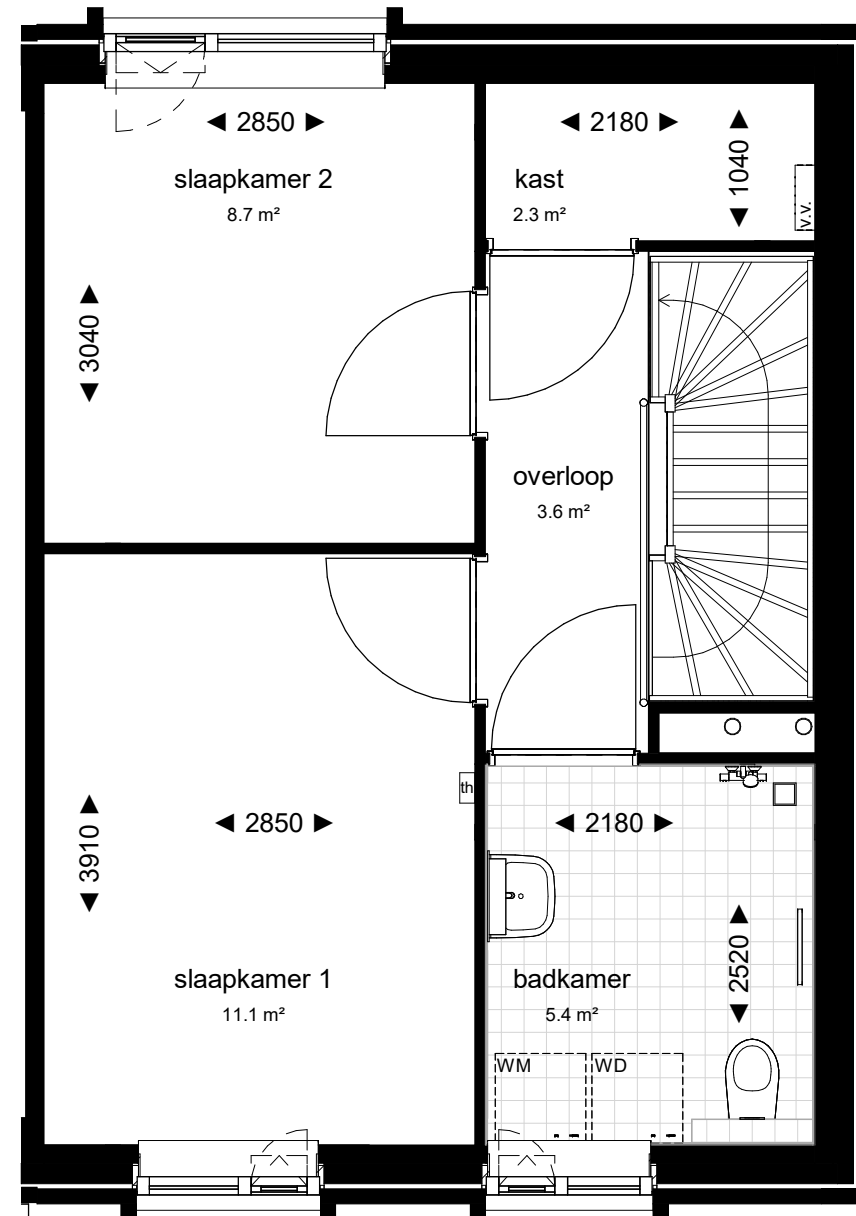 2850
slaapkamer 2
8.7 m²
3040
2180
kast
2.3 m²
1040
v.v.
overloop
3.6 m²
th
2850
3910
slaapkamer 1
11.1 m²
2180
badkamer
5.4 m²
2520
WM
WD